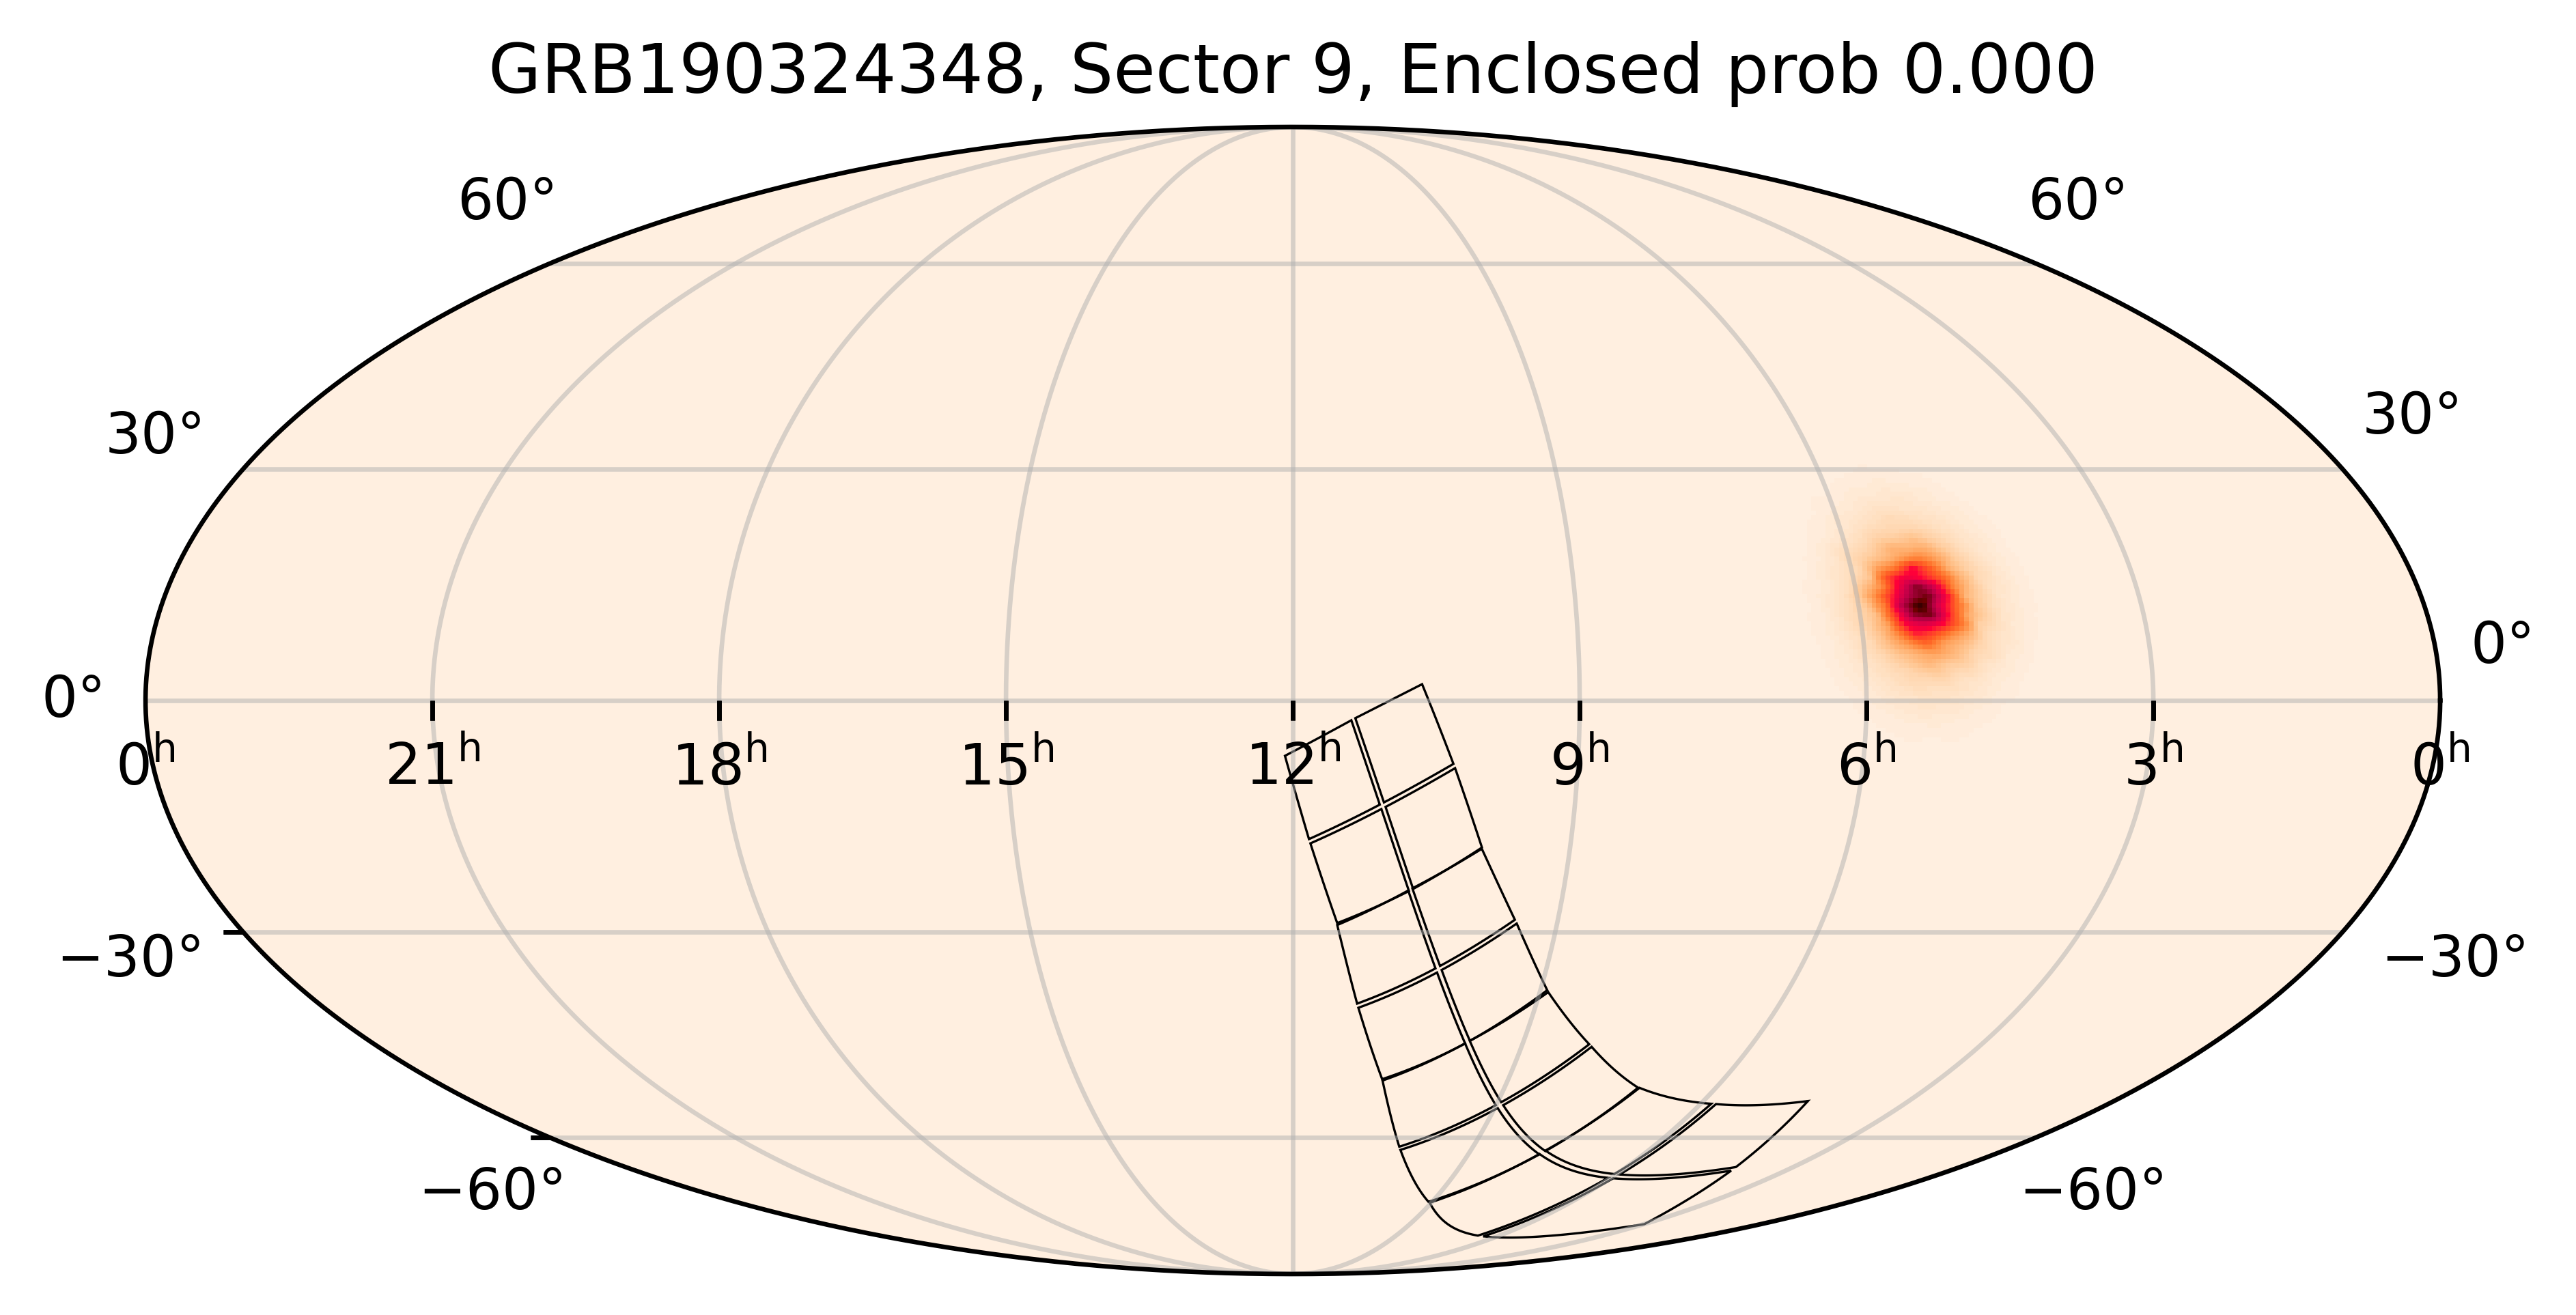 GRB190324348, Sector 9, Enclosed prob 0.000
60° 60°
30° 30°
0° 0°
0ʰ 21ʰ 18ʰ 15ʰ 12ʰ 9ʰ 6ʰ 3ʰ 0ʰ
−30° −30°
−60° −60°